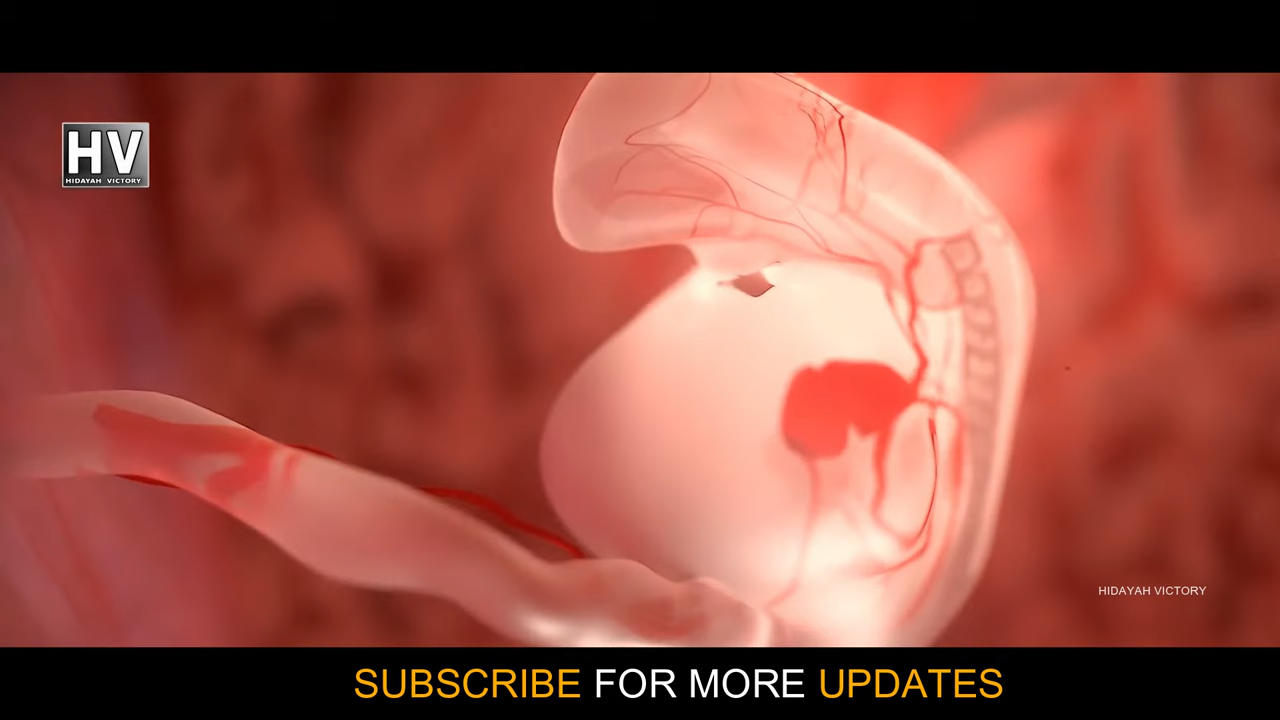 HV
HIDAYAH VICTORY
HIDAYAH VICTORY
SUBSCRIBE FOR MORE UPDATES